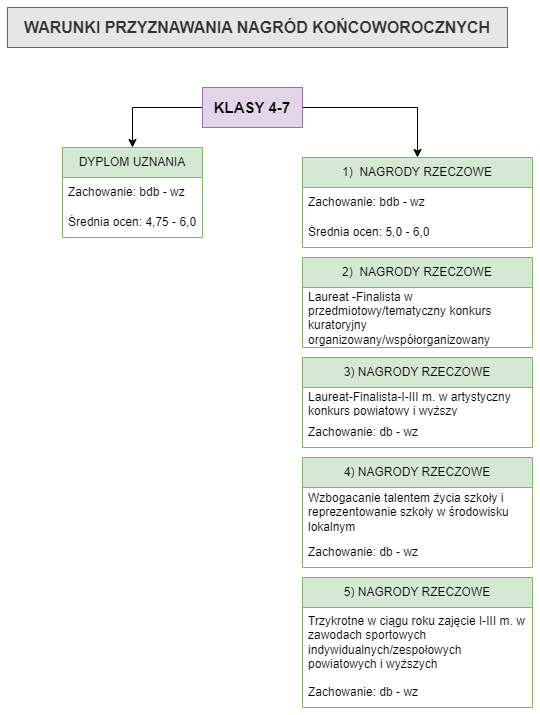 WARUNKI PRZYZNAWANIA NAGRÓD KOŃCOWOROCZNYCH
KLASY 4-7
DYPLOM UZNANIA
Zachowanie: bdb - wz
Średnia ocen: 4,75 - 6,0
1)  NAGRODY RZECZOWE
Zachowanie: bdb - wz
Średnia ocen: 5,0 - 6,0
2)  NAGRODY RZECZOWE
Laureat -Finalista w
przedmiotowy/tematyczny konkurs
kuratoryjny
organizowany/współorganizowany
3) NAGRODY RZECZOWE
Laureat-Finalista-I-III m. w artystyczny
konkurs powiatowy i wyższy
Zachowanie: db - wz
4) NAGRODY RZECZOWE
Wzbogacanie talentem życia szkoły i
reprezentowanie szkoły w środowisku
lokalnym
Zachowanie: db - wz
5) NAGRODY RZECZOWE
Trzykrotne w ciągu roku zajęcie I-III m. w
zawodach sportowych
indywidualnych/zespołowych
powiatowych i wyższych
Zachowanie: db - wz